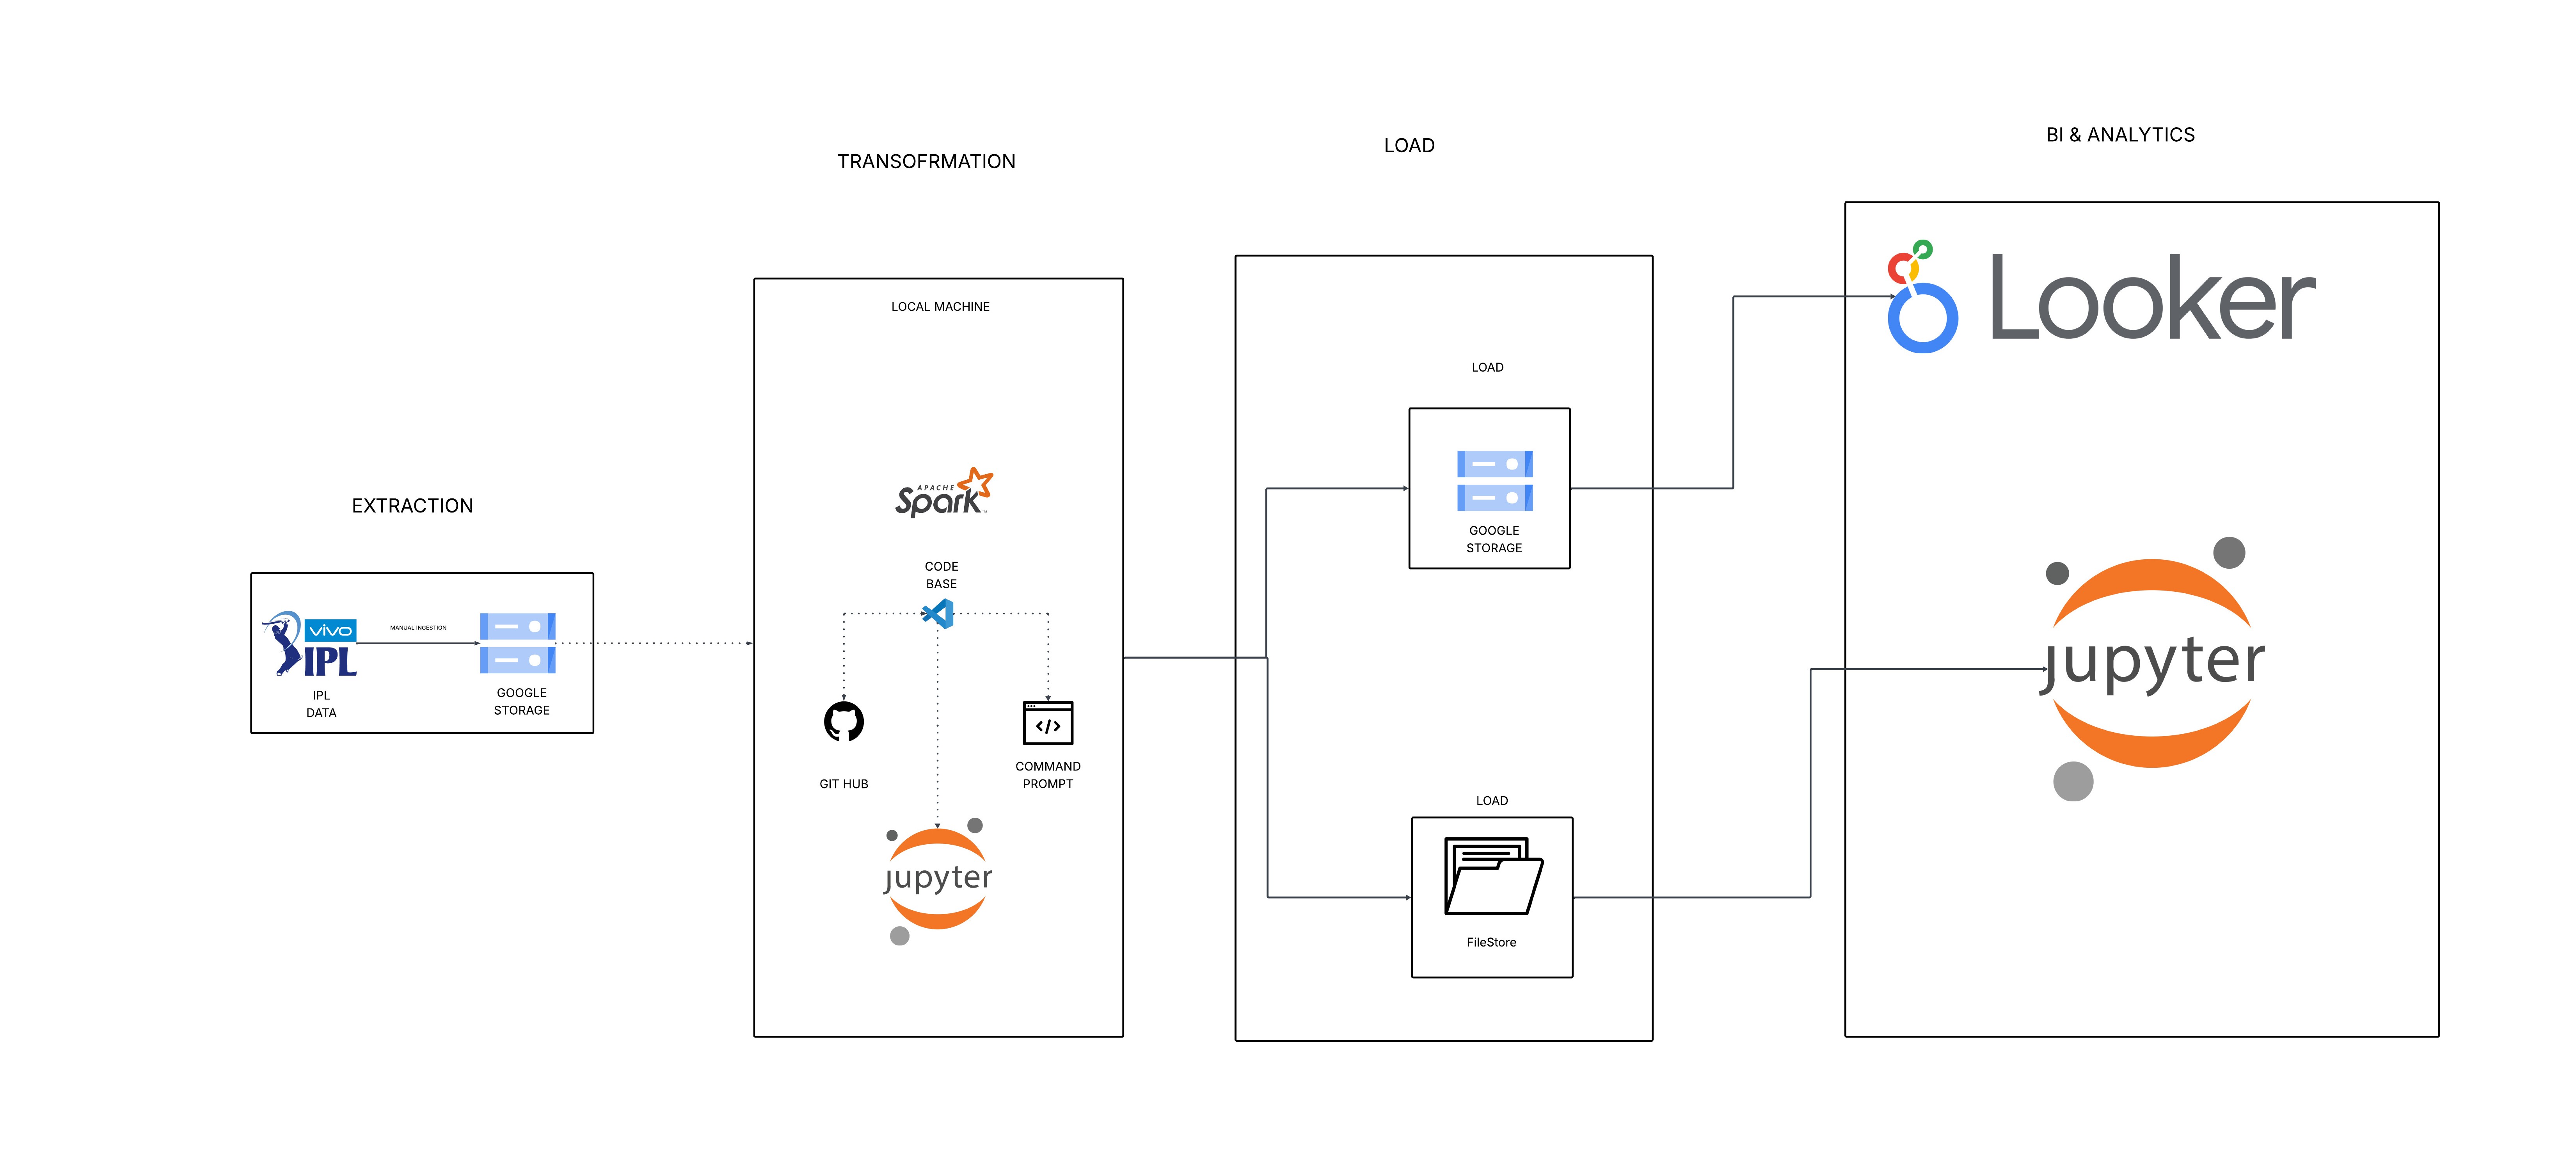 EXTRACTION
vivo
IPL
MANUAL INGESTION
IPL
DATA
GOOGLE
STORAGE
TRANSOFRMATION
LOCAL MACHINE
APACHE
Spark
CODE
BASE
GIT HUB
COMMAND
PROMPT
jupyter
LOAD
LOAD
GOOGLE
STORAGE
LOAD
FileStore
BI & ANALYTICS
Looker
jupyter